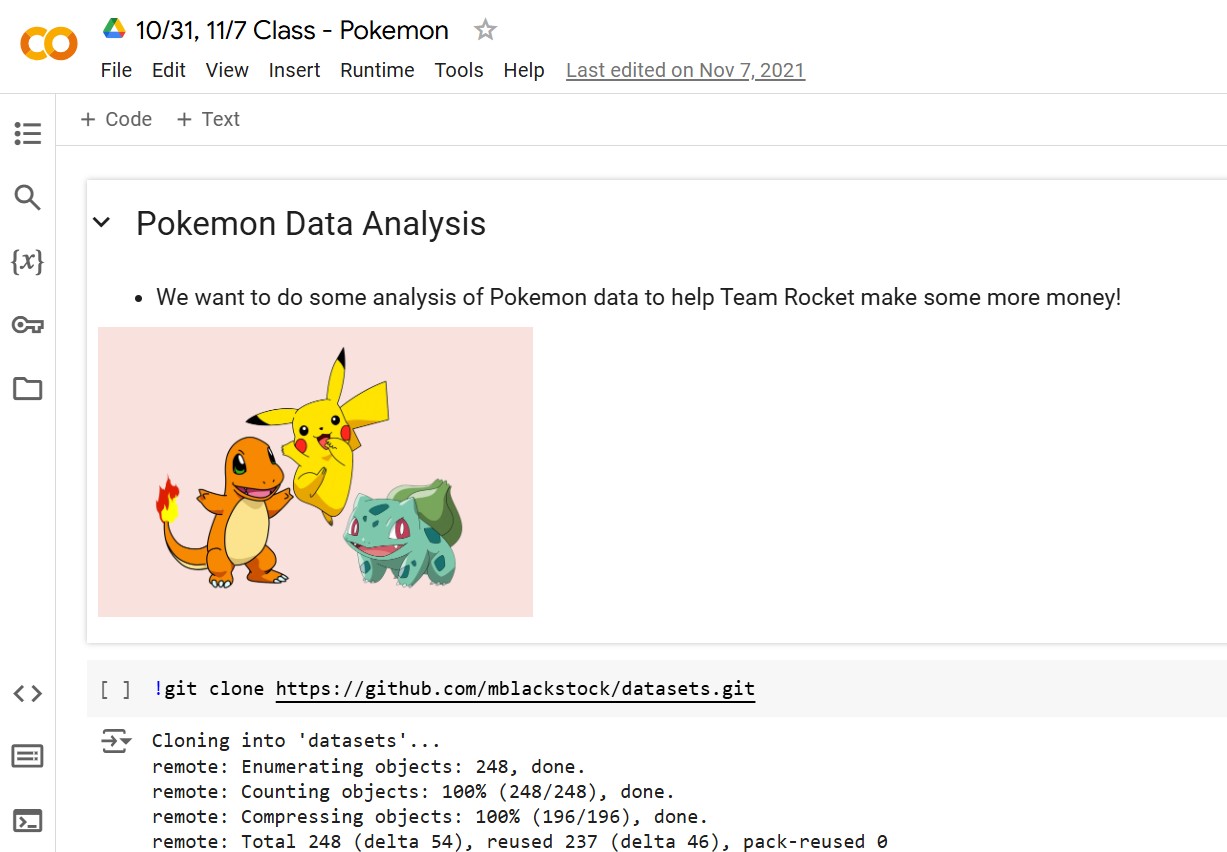 10/31, 11/7 Class - Pokemon
File Edit View Insert Runtime Tools Help Last edited on Nov 7, 2021
+ Code + Text
Pokemon Data Analysis
{x}
• We want to do some analysis of Pokemon data to help Team Rocket make some more money!
[ ] !git clone https://github.com/mblackstock/datasets.git
Cloning into 'datasets'...
remote: Enumerating objects: 248, done.
remote: Counting objects: 100% (248/248), done.
remote: Compressing objects: 100% (196/196), done.
remote: Total 248 (delta 54), reused 237 (delta 46), pack-reused 0